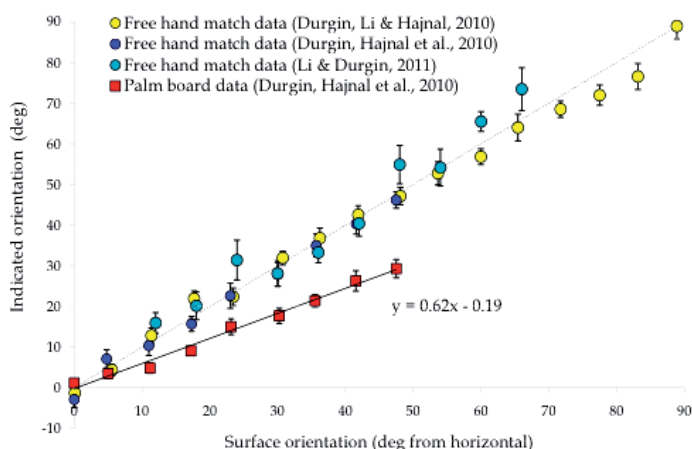 90
80
70
60
50
40
30
20
10
0
-10
Indicated orientation (deg)
Free hand match data (Durgin, Li & Hajnal, 2010)
Free hand match data (Durgin, Hajnal et al., 2010)
Free hand match data (Li & Durgin, 2011)
Palm board data (Durgin, Hajnal et al., 2010)
y = 0.62x - 0.19
0 10 20 30 40 50 60 70 80 90
Surface orientation (deg from horizontal)